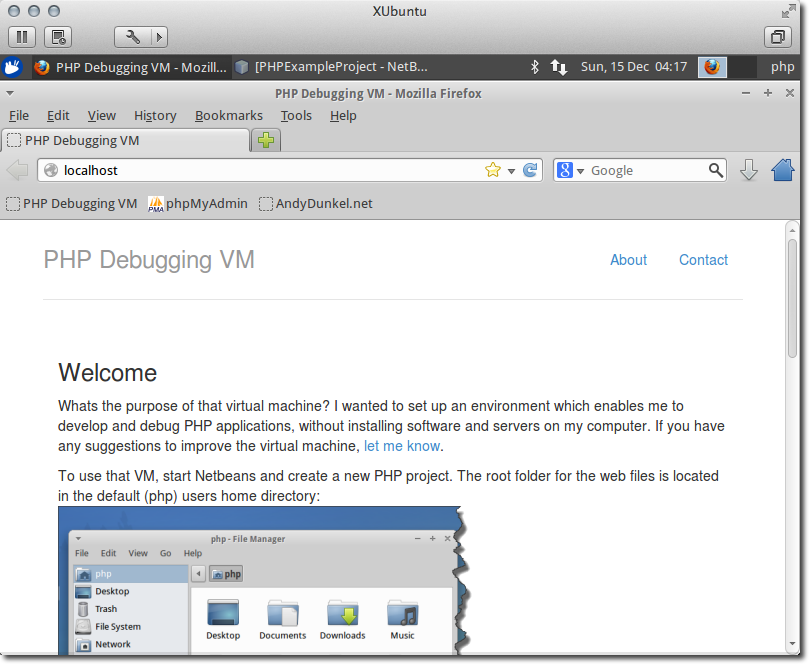 XUbuntu
PHP Debugging VM - Mozill... [PHPExampleProject - NetB... Sun, 15 Dec 04:17 php
PHP Debugging VM - Mozilla Firefox
File Edit View History Bookmarks Tools Help
PHP Debugging VM
localhost Google
PHP Debugging VM phpMyAdmin AndyDunkel.net
PHP Debugging VM About Contact
Welcome
Whats the purpose of that virtual machine? I wanted to set up an environment which enables me to
develop and debug PHP applications, without installing software and servers on my computer. If you have
any suggestions to improve the virtual machine, let me know.
To use that VM, start Netbeans and create a new PHP project. The root folder for the web files is located
in the default (php) users home directory:
php - File Manager
File Edit View Go Help
php php
Desktop
Trash
File System
Network
Desktop Documents Downloads Music